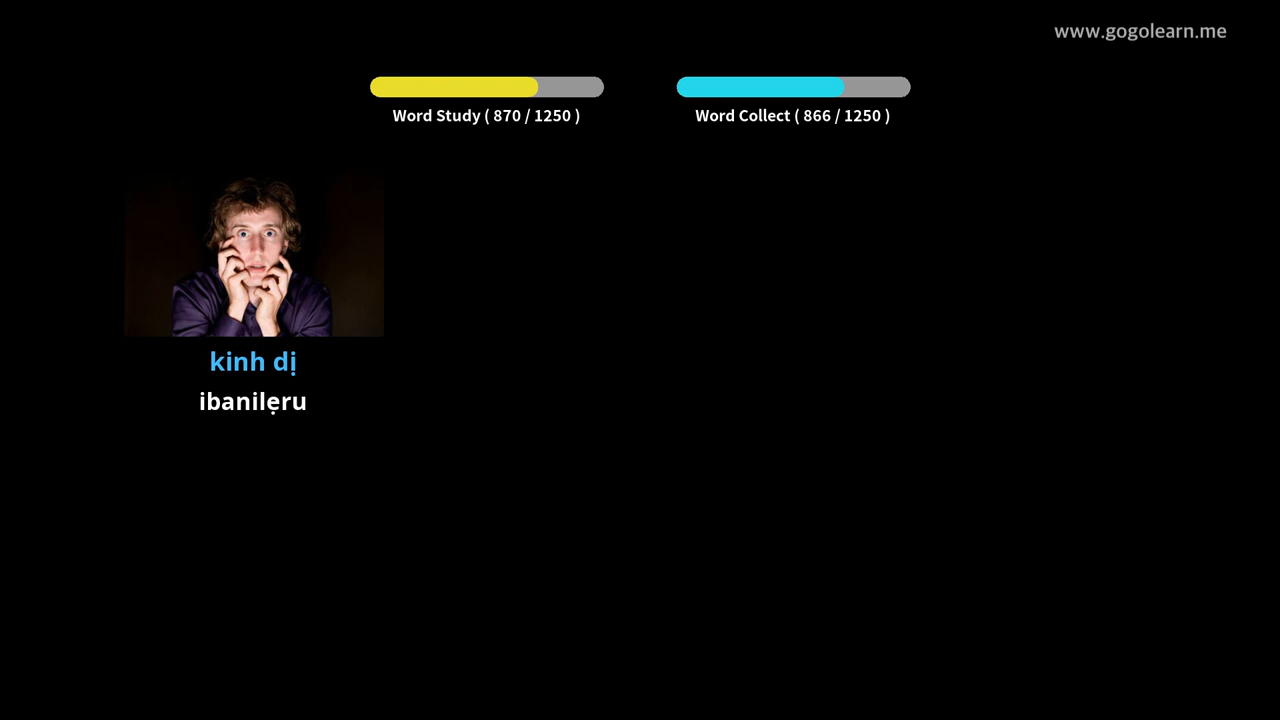 www.gogolearn.me
Word Study ( 870 / 1250 )
Word Collect ( 866 / 1250 )
kinh dị
ibanilẹru